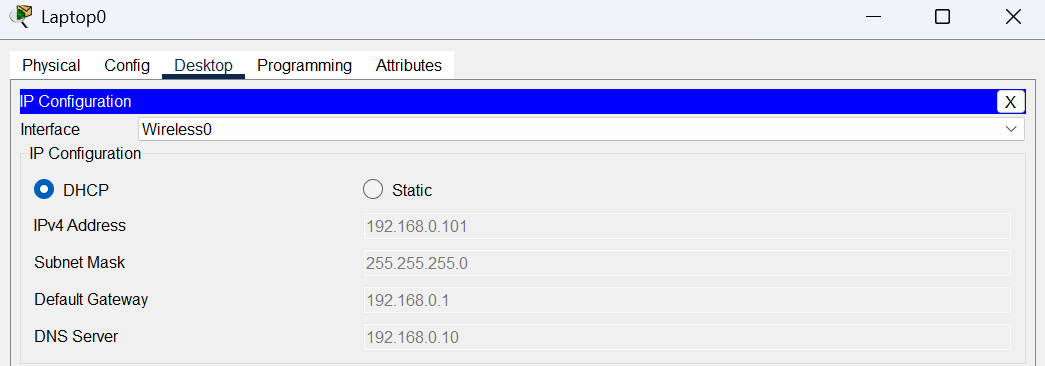 Laptop0
Physical Config Desktop Programming Attributes
IP Configuration X
Interface Wireless0
IP Configuration
DHCP Static
IPv4 Address 192.168.0.101
Subnet Mask 255.255.255.0
Default Gateway 192.168.0.1
DNS Server 192.168.0.10